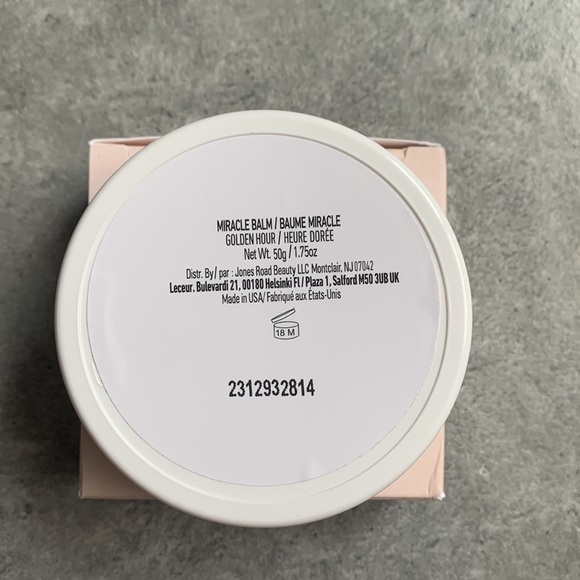 MIRACLE BALM / BAUME MIRACLE
GOLDEN HOUR / HEURE DORÉE
Net Wt. 50g / 1.75oz
Distr. By / par : Jones Road Beauty LLC Montclair, NJ 07042
Leceur. Bulevardi 21, 00180 Helsinki FI / Plaza 1, Salford M50 3UB UK
Made in USA/ Fabriqué aux États-Unis
18 M
2312932814